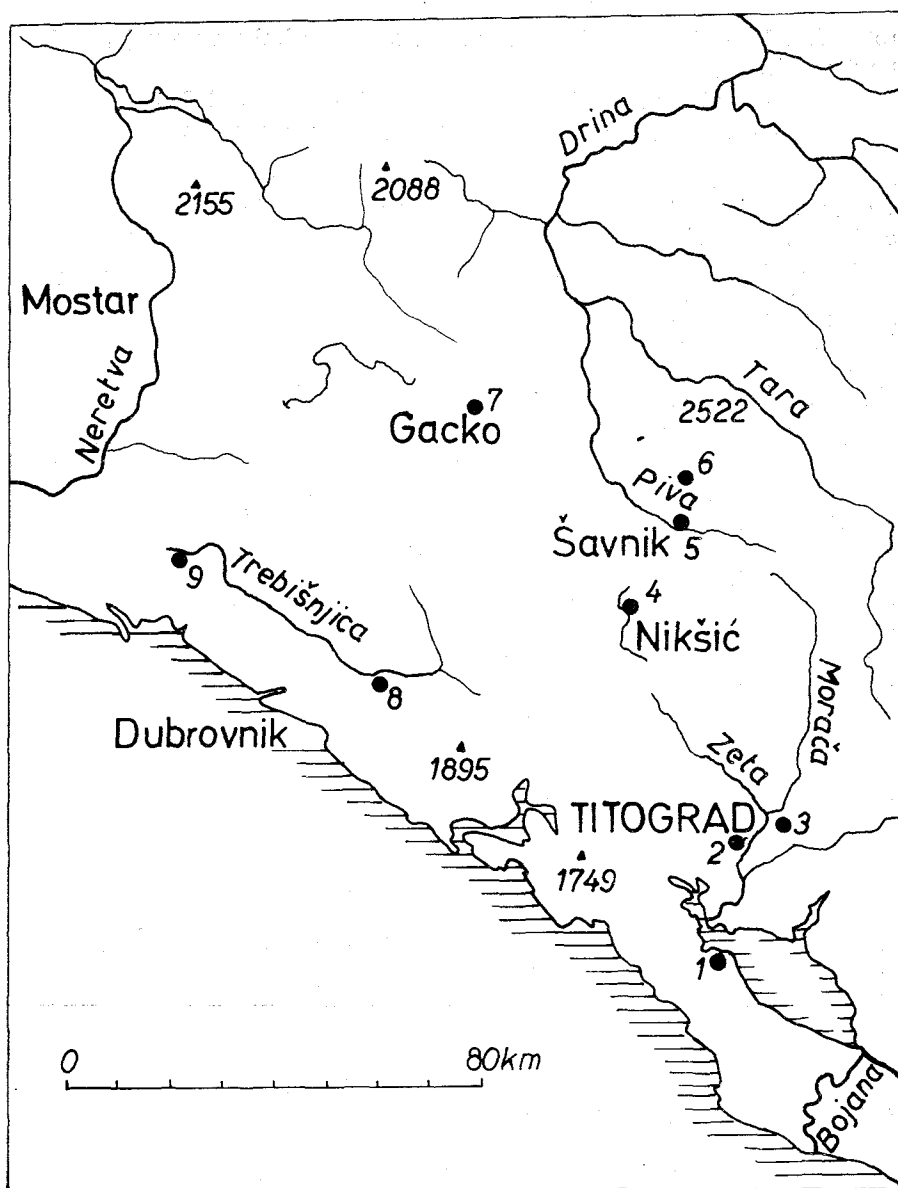 Drina
2155
2088
Mostar
Neretva
Tara
7
Gacko
2522
6
Piva
Šavnik
5
9
Trebišnjica
4
Nikšić
8
Morača
Dubrovnik
1895
Zeta
TITOGRAD
3
2
1749
1
0
80km
Bojana